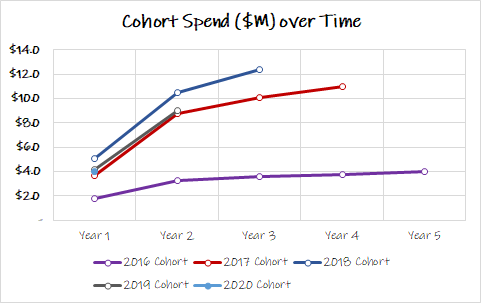 Cohort Spend ($M) over Time
$14.0
$12.0
$10.0
$8.0
$6.0
$4.0
$2.0
-
Year 1 Year 2 Year 3 Year 4 Year 5
2016 Cohort 2017 Cohort 2018 Cohort
2019 Cohort 2020 Cohort